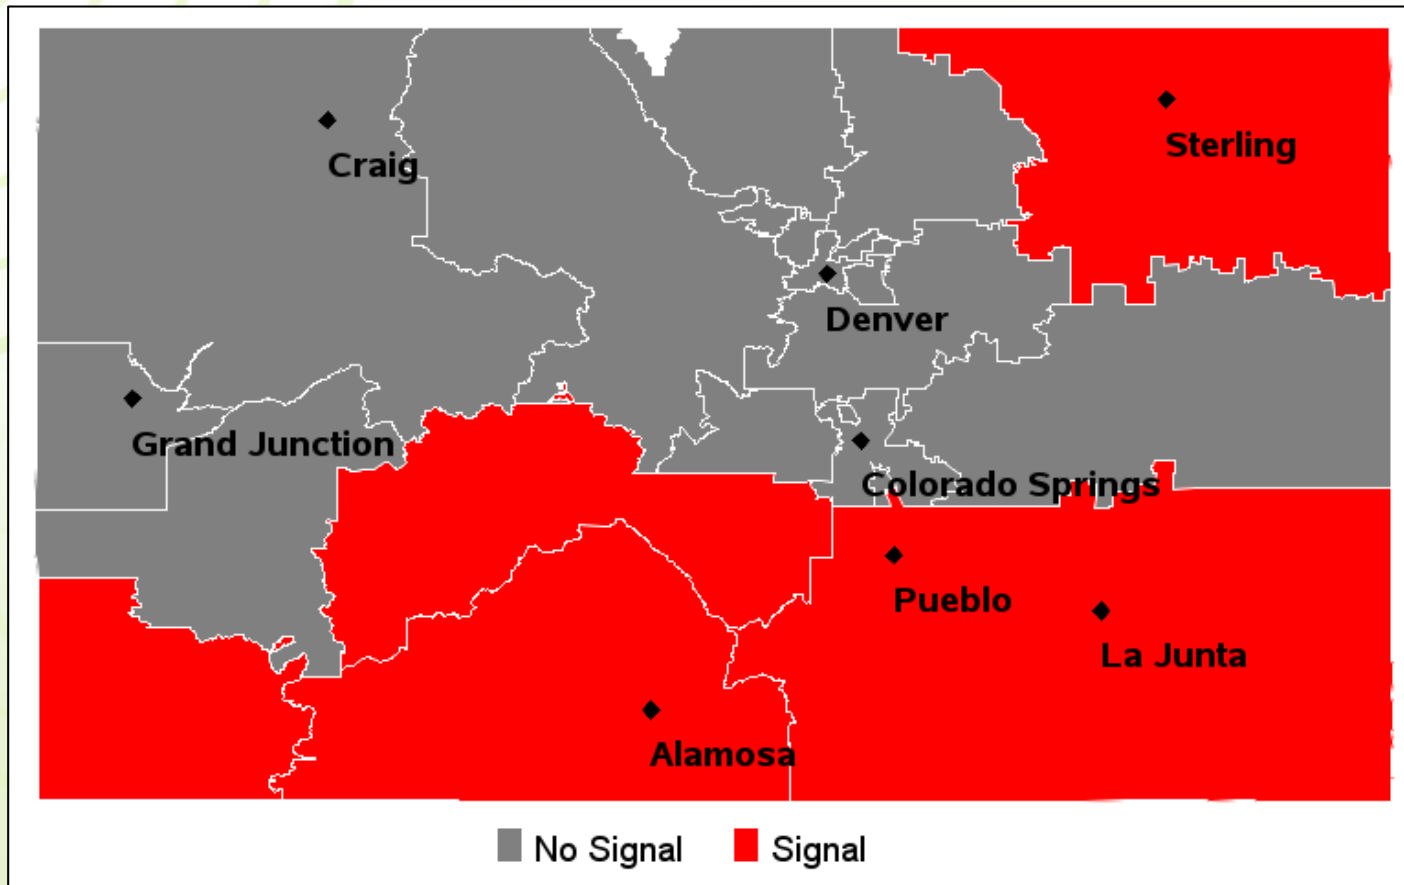 Craig
Sterling
Denver
Grand Junction
Colorado Springs
Pueblo
La Junta
Alamosa
No Signal
Signal